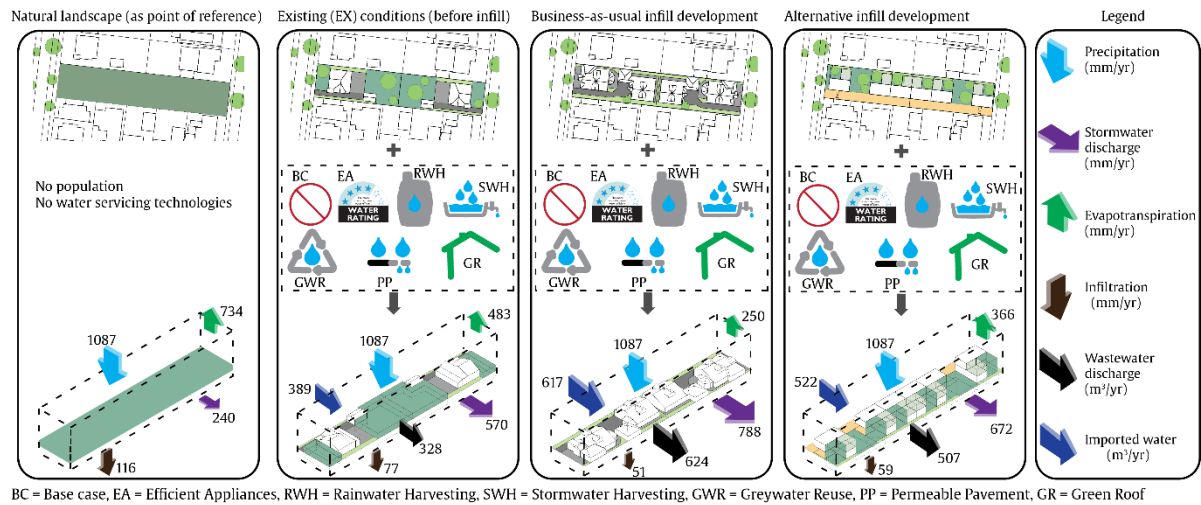 Natural landscape (as point of reference)
No population
No water servicing technologies
1087
734
240
116
Existing (EX) conditions (before infill)
+
BC
EA
RWH
SWH
WATER
RATING
GWR
PP
GR
1087
483
389
570
328
77
Business-as-usual infill development
+
BC
EA
RWH
SWH
WATER
RATING
GWR
PP
GR
1087
250
617
788
624
51
Alternative infill development
+
BC
EA
RWH
SWH
WATER
RATING
GWR
PP
GR
1087
366
522
672
507
59
Legend
Precipitation
(mm/yr)
Stormwater
discharge
(mm/yr)
Evapotranspiration
(mm/yr)
Infiltration
(mm/yr)
Wastewater
discharge
(m³/yr)
Imported water
(m³/yr)
BC = Base case, EA = Efficient Appliances, RWH = Rainwater Harvesting, SWH = Stormwater Harvesting, GWR = Greywater Reuse, PP = Permeable Pavement, GR = Green Roof